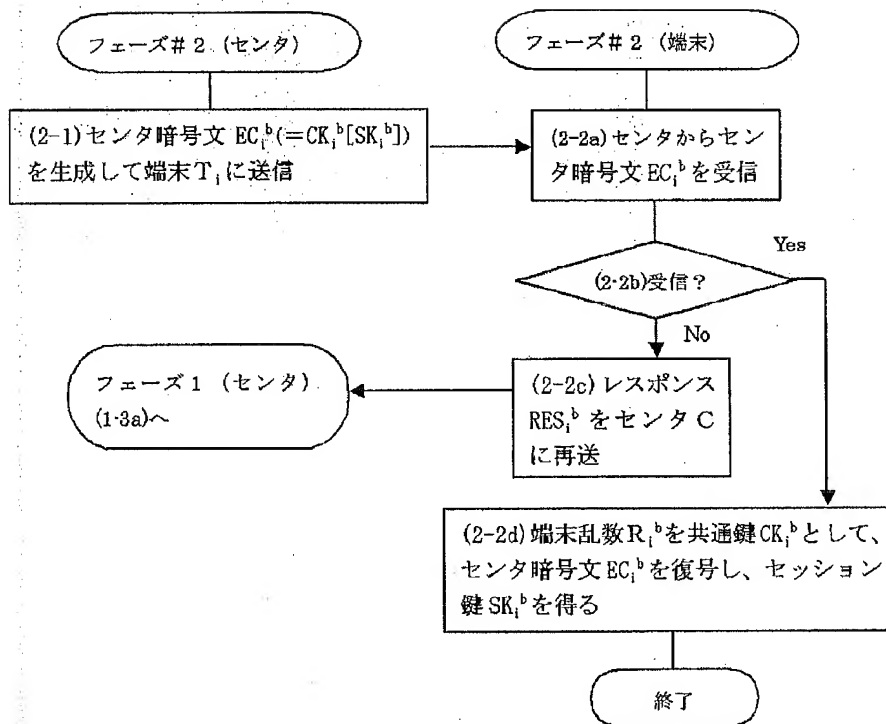 フェーズ#2 (センタ)
フェーズ#2 (端末)
(2-1)センタ暗号文 ECᵢᵇ(=CKᵢᵇ[SKᵢᵇ])
を生成して端末Tᵢに送信
(2-2a)センタからセン
タ暗号文ECᵢᵇを受信
(2-2b)受信？
Yes
No
(2-2c)レスポンス
RESᵢᵇ をセンタC
に再送
フェーズ1 (センタ)
(1-3a)へ
(2-2d)端末乱数Rᵢᵇを共通鍵CKᵢᵇとして、
センタ暗号文ECᵢᵇを復号し、セッション
鍵SKᵢᵇを得る
終了